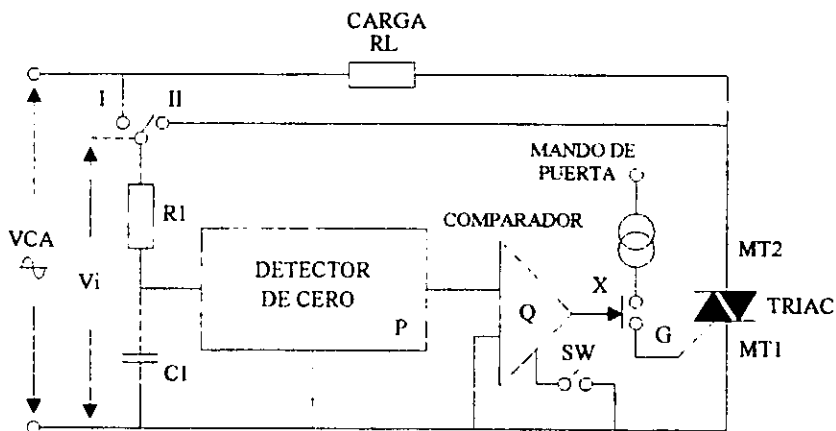 CARGA
RL
I
II
MANDO DE
PUERTA
R1
COMPARADOR
VCA
Vi
DETECTOR
DE CERO
P
Q
X
MT2
TRIAC
G
MT1
SW
C1